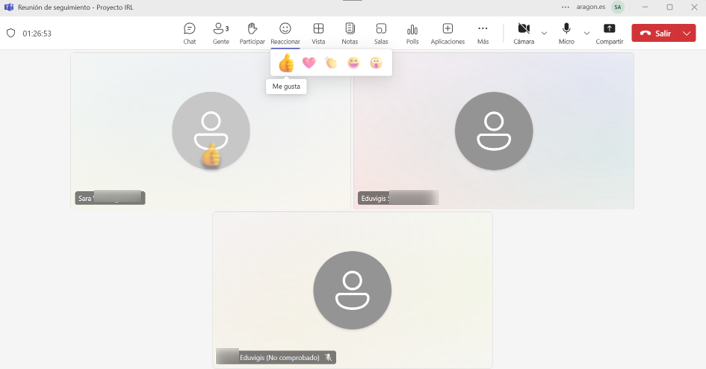 Reunión de seguimiento - Proyecto IRL
aragon.es SA
01:26:53
Chat Gente 3 Participar Reaccionar Vista Notas Salas Polls Aplicaciones Más Cámara Micro Compartir Salir
Me gusta
Sara
Eduvigis
Eduvigis (No comprobado)